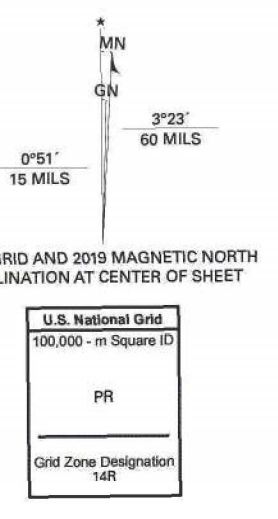 ★
MN
GN
3°23´
60 MILS
0°51´
15 MILS
GRID AND 2019 MAGNETIC NORTH
LINATION AT CENTER OF SHEET
U.S. National Grid
100,000 - m Square ID
PR
Grid Zone Designation
14R